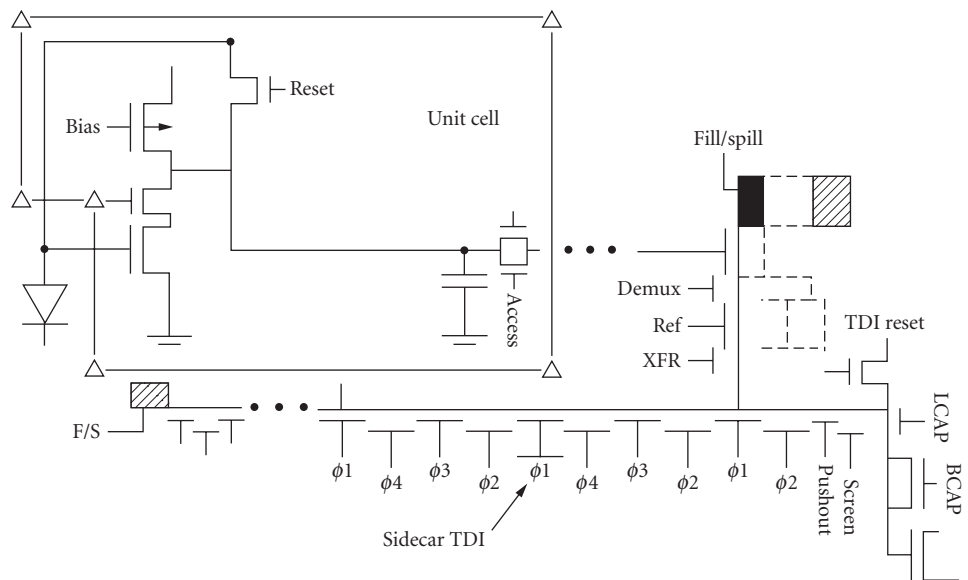 Reset
Bias
Unit cell
Fill/spill
Demux
Access
Ref
TDI reset
XFR
F/S
LCAP
ϕ1
ϕ4
ϕ3
ϕ2
ϕ1
ϕ4
ϕ3
ϕ2
ϕ1
ϕ2
Pushout
Screen
BCAP
Sidecar TDI